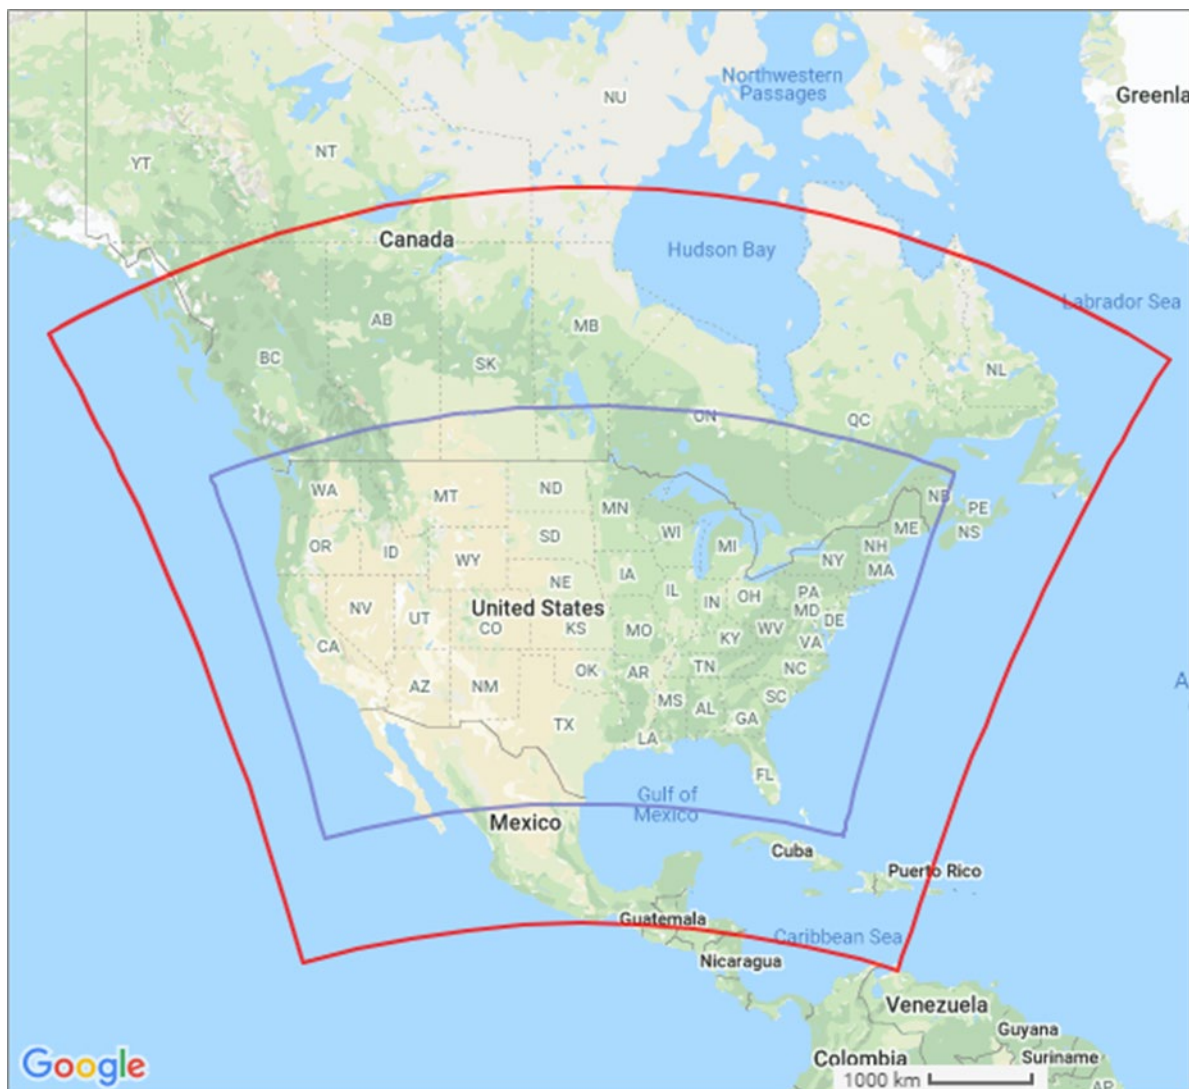 Northwestern
Passages
Greenla
NU
NT
YT
Canada
Hudson Bay
Labrador Sea
AB
MB
BC
SK
NL
ON
QC
WA
MT
ND
NB
PE
MN
ME
NS
OR
ID
SD
WI
MI
NH
NY
MA
WY
NE
IA
IL
IN
OH
PA
MD
DE
NV
UT
United States
CO
KS
MO
KY
WV
VA
CA
AZ
NM
OK
AR
TN
NC
MS
AL
SC
GA
TX
LA
FL
A
Gulf of
Mexico
Mexico
Cuba
Puerto Rico
Guatemala
Caribbean Sea
Nicaragua
Venezuela
Guyana
Suriname
Colombia
AP
Google
1000 km